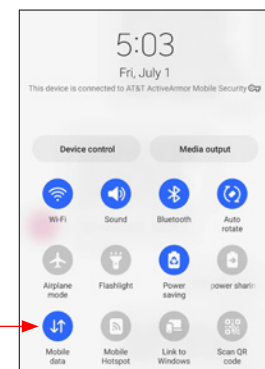 5:03
Fri, July 1
This device is connected to AT&T ActiveArmor Mobile Security
Device control Media output
Wi-Fi Sound Bluetooth Auto rotate
Airplane mode Flashlight Power saving power sharin
Mobile data Mobile Hotspot Link to Windows Scan QR code